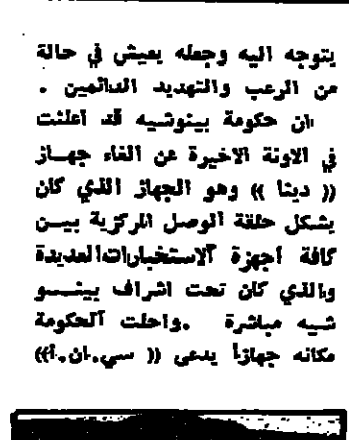 يتوجه اليه وجعله يعيش في حالة
من الرعب والتهديد الدائمين .
ان حكومة بينوشيه قد اعلنت
في الاونة الاخيرة عن الغاء جهاز
(( دينا )) وهو الجهاز الذي كان
يشكل حلقة الوصل المركزية بين
كافة اجهزة الاستخبارات العديدة
والذي كان تحت اشراف بينو
شيه مباشرة . واحلت الحكومة
مكانه جهازا يدعى (( سي.ان.آ))